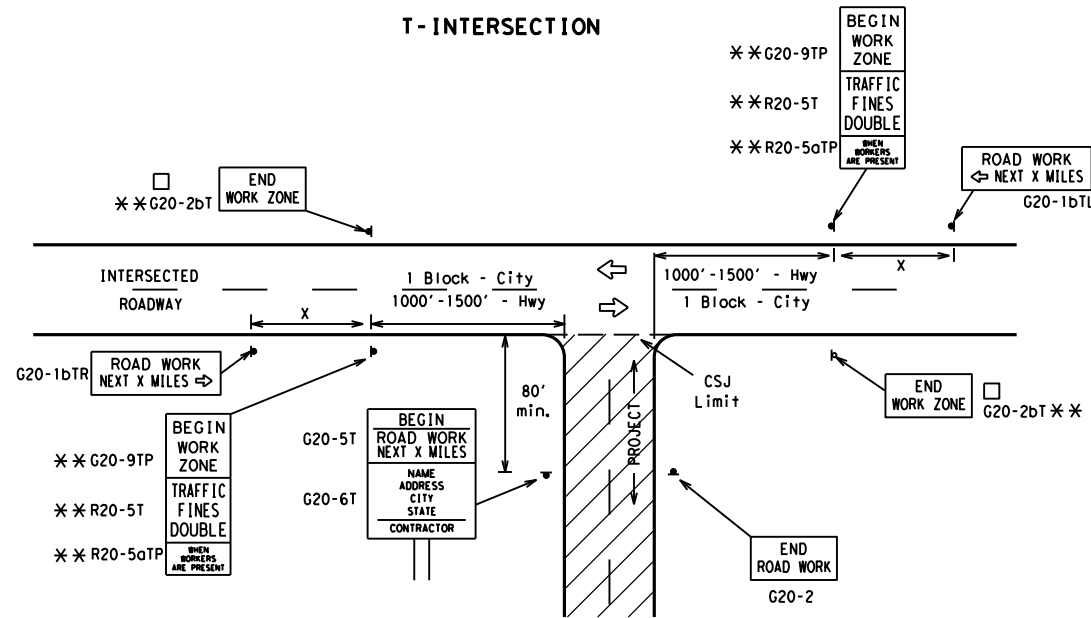 T-INTERSECTION
BEGIN
WORK
ZONE
TRAFFIC
FINES
DOUBLE
WHEN
WORKERS
ARE PRESENT
✱✱G20-9TP
✱✱R20-5T
✱✱R20-5aTP
ROAD WORK
⇦ NEXT X MILES
G20-1bTL
□
✱✱G20-2bT
END
WORK ZONE
INTERSECTED
ROADWAY
1 Block - City
1000'-1500' - Hwy
X
1000'-1500' - Hwy
1 Block - City
X
G20-1bTR
ROAD WORK
NEXT X MILES ⇨
80'
min.
CSJ
Limit
PROJECT
END
WORK ZONE
□
G20-2bT✱✱
✱✱G20-9TP
✱✱R20-5T
✱✱R20-5aTP
BEGIN
WORK
ZONE
TRAFFIC
FINES
DOUBLE
WHEN
WORKERS
ARE PRESENT
G20-5T
G20-6T
BEGIN
ROAD WORK
NEXT X MILES
NAME
ADDRESS
CITY
STATE
CONTRACTOR
END
ROAD WORK
G20-2